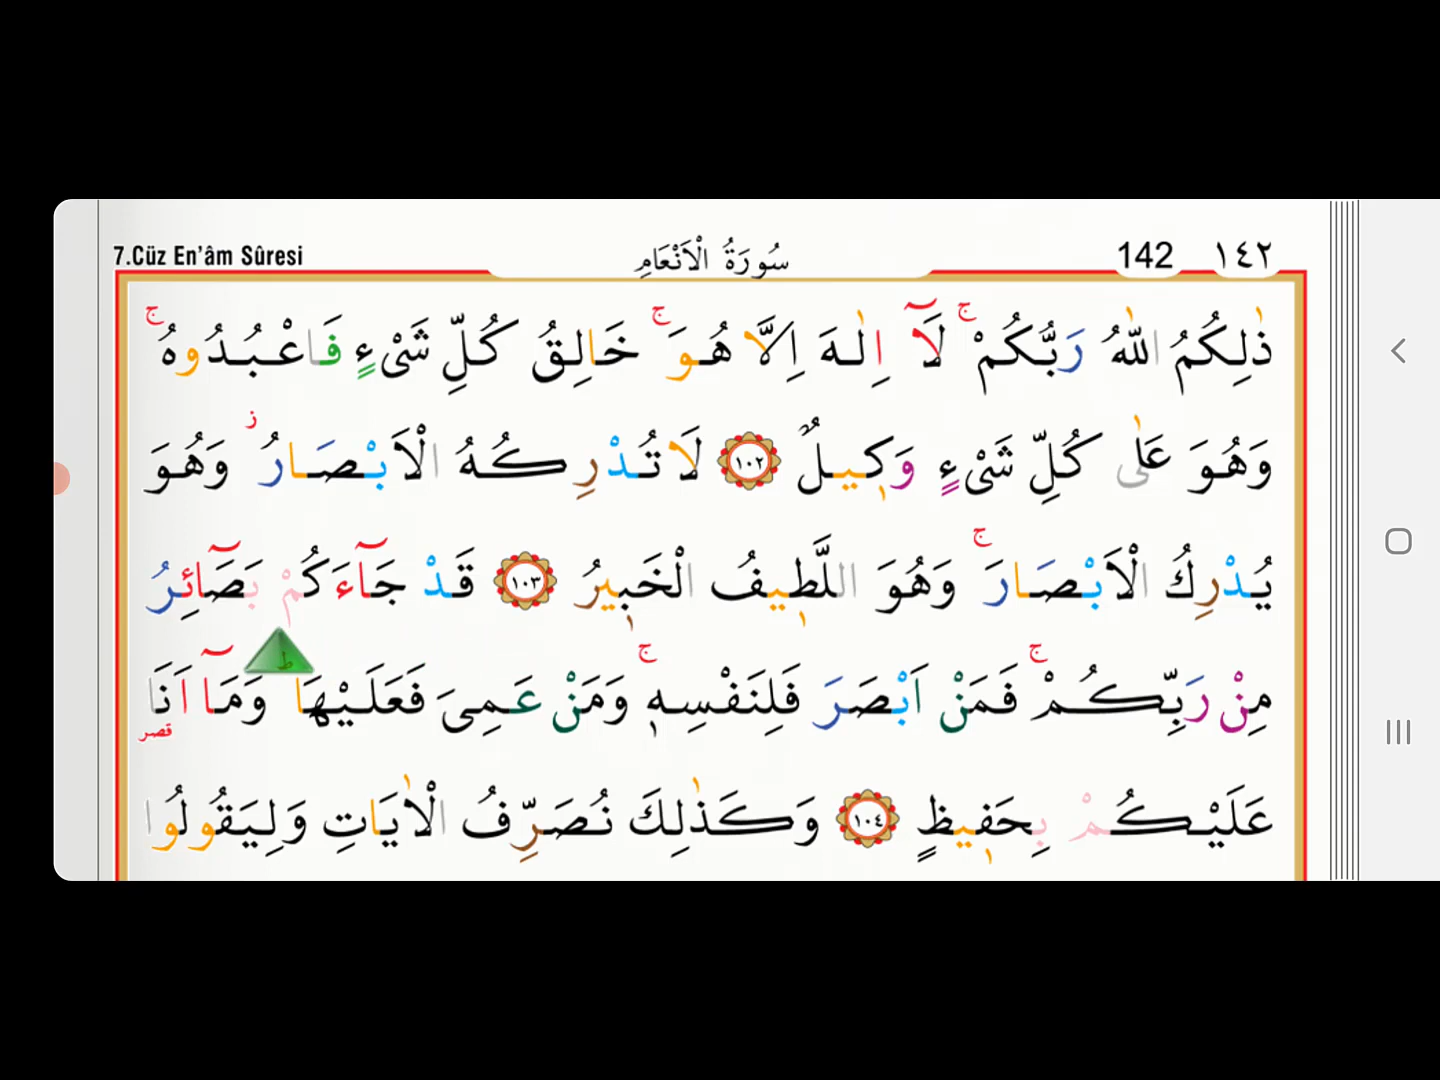 7.Cüz En'âm Sûresi سُورَةُ الْاَنْعَامِ 142 ١٤٢
ذٰلِكُمُ اللّٰهُ رَبُّكُمْۚ لَٓا اِلٰهَ اِلَّا هُوَۚ خَالِقُ كُلِّ شَیْءٍ فَاعْبُدُوهُۚ
وَهُوَ عَلٰى كُلِّ شَیْءٍ وَكٖيلٌ ١٠٢ لَا تُدْرِكُهُ الْاَبْصَارُؗ وَهُوَ
يُدْرِكُ الْاَبْصَارَۚ وَهُوَ اللَّطٖيفُ الْخَبٖيرُ ١٠٣ قَدْ جَٓاءَكُمْ بَصَٓائِرُ
مِنْ رَبِّكُمْۚ فَمَنْ اَبْصَرَ فَلِنَفْسِهٖۚ وَمَنْ عَمِیَ فَعَلَيْهَا ط وَمَٓا اَنَا قصر
عَلَيْكُمْ بِحَفٖيظٍ ١٠٤ وَكَذٰلِكَ نُصَرِّفُ الْاٰيَاتِ وَلِيَقُولُوا